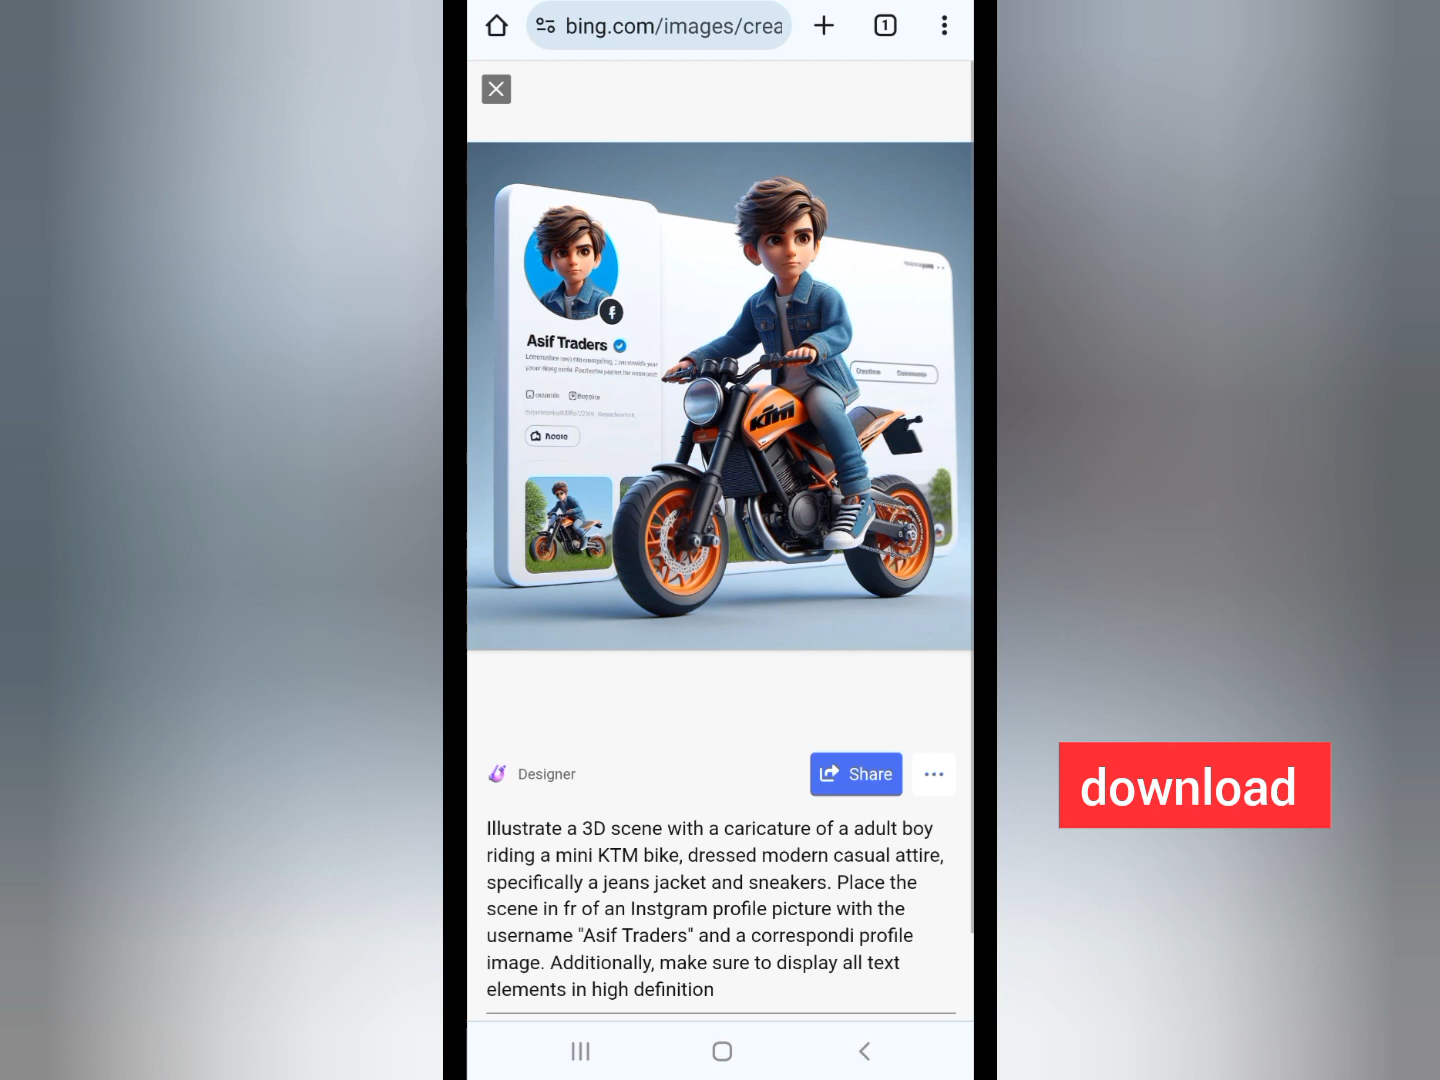 bing.com/images/crea
1
Asif Traders
KTM
Designer
Share
download
Illustrate a 3D scene with a caricature of a adult boy
riding a mini KTM bike, dressed modern casual attire,
specifically a jeans jacket and sneakers. Place the
scene in fr of an Instgram profile picture with the
username "Asif Traders" and a correspondi profile
image. Additionally, make sure to display all text
elements in high definition